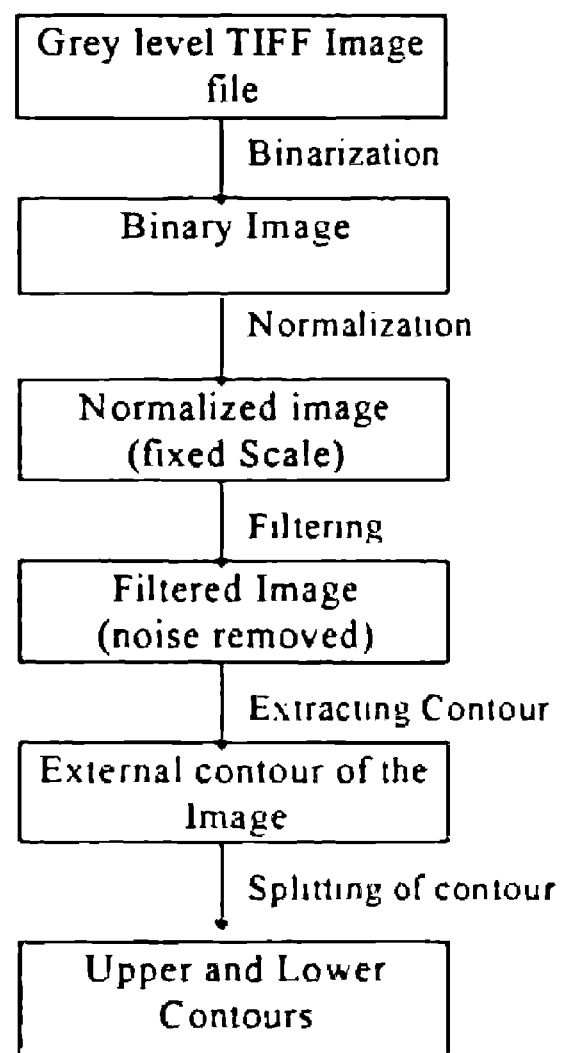 Grey level TIFF Image
file
Binarization
Binary Image
Normalization
Normalized image
(fixed Scale)
Filtering
Filtered Image
(noise removed)
Extracting Contour
External contour of the
Image
Splitting of contour
Upper and Lower
Contours